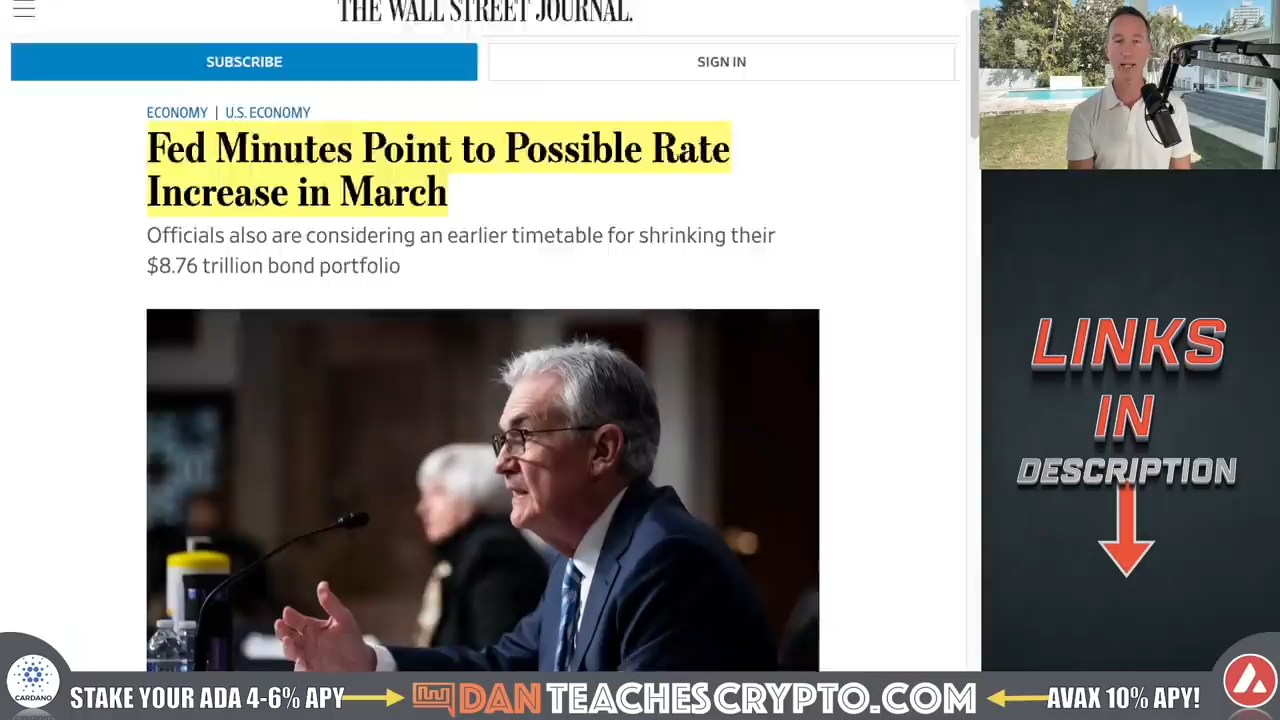 THE WALL STREET JOURNAL.
SUBSCRIBE
SIGN IN
ECONOMY | U.S. ECONOMY
Fed Minutes Point to Possible Rate
Increase in March
Officials also are considering an earlier timetable for shrinking their
$8.76 trillion bond portfolio
LINKS
IN
DESCRIPTION
CARDANO
STAKE YOUR ADA 4-6% APY
DANTEACHESCRYPTO.COM
AVAX 10% APY!